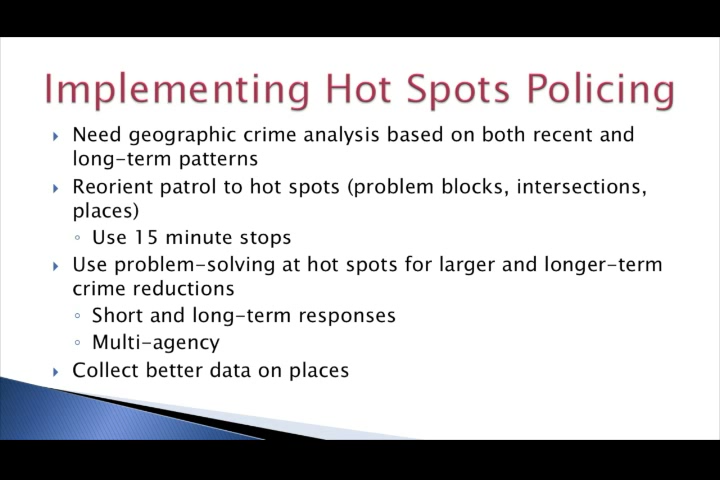 Implementing Hot Spots Policing
Need geographic crime analysis based on both recent and
long-term patterns
Reorient patrol to hot spots (problem blocks, intersections,
places)
Use 15 minute stops
Use problem-solving at hot spots for larger and longer-term
crime reductions
Short and long-term responses
Multi-agency
Collect better data on places